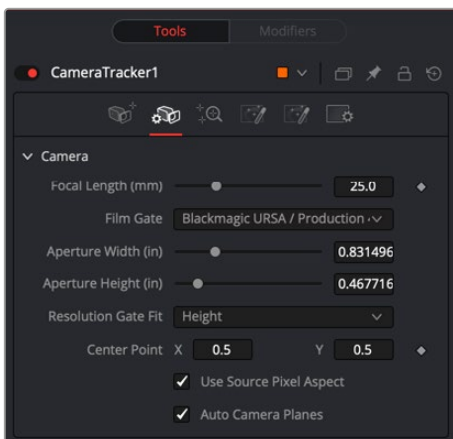 Tools Modifiers
CameraTracker1
Camera
Focal Length (mm) 25.0
Film Gate Blackmagic URSA / Production
Aperture Width (in) 0.831496
Aperture Height (in) 0.467716
Resolution Gate Fit Height
Center Point X 0.5 Y 0.5
Use Source Pixel Aspect
Auto Camera Planes